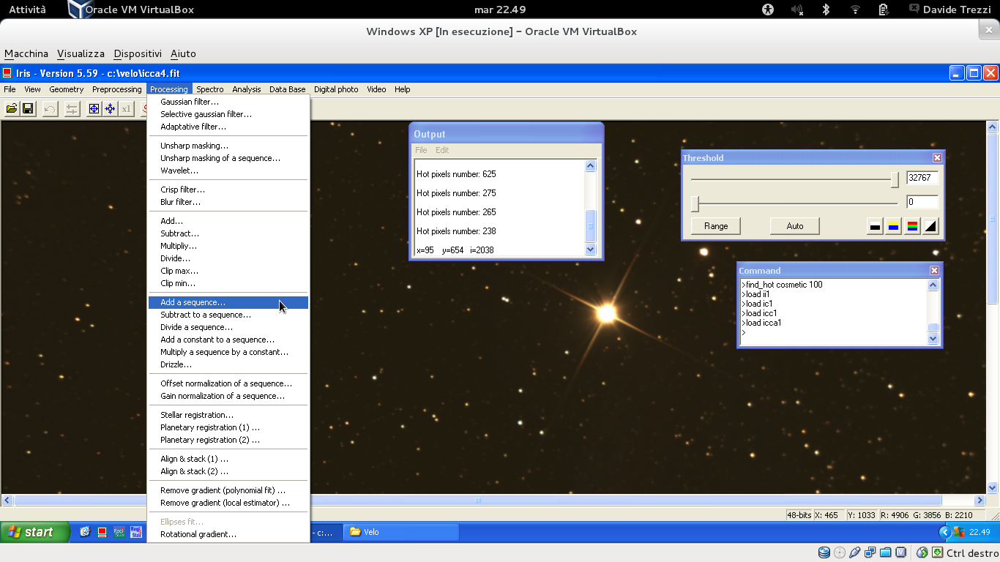 Attività
Oracle VM VirtualBox
mar 22.49
Davide Trezzi
Windows XP [In esecuzione] – Oracle VM VirtualBox
Macchina Visualizza Dispositivi Aiuto
Iris - Version 5.59 - c:\velo\icca4.fit
File View Geometry Preprocessing Processing Spectro Analysis Data Base Digital photo Video Help
x1
Gaussian filter...
Selective gaussian filter...
Adaptative filter...
Unsharp masking...
Unsharp masking of a sequence...
Wavelet...
Crisp filter...
Blur filter...
Add...
Subtract...
Multiply...
Divide...
Clip max...
Clip min...
Add a sequence...
Subtract to a sequence...
Divide a sequence...
Add a constant to a sequence...
Multiply a sequence by a constant...
Drizzle...
Offset normalization of a sequence...
Gain normalization of a sequence...
Stellar registration...
Planetary registration (1) ...
Planetary registration (2) ...
Align & stack (1) ...
Align & stack (2) ...
Remove gradient (polynomial fit) ...
Remove gradient (local estimator) ...
Ellipses fit...
Rotational gradient...
Output
File Edit
Hot pixels number: 625
Hot pixels number: 275
Hot pixels number: 265
Hot pixels number: 238
x=95 y=654 i=2038
Threshold
32767
0
Range Auto
Command
>find_hot cosmetic 100
>load ii1
>load ic1
>load icc1
>load icca1
>
48-bits X: 465 Y: 1033 R: 4906 G: 3856 B: 2210
start
- c:...
Velo
22.49
Ctrl destro